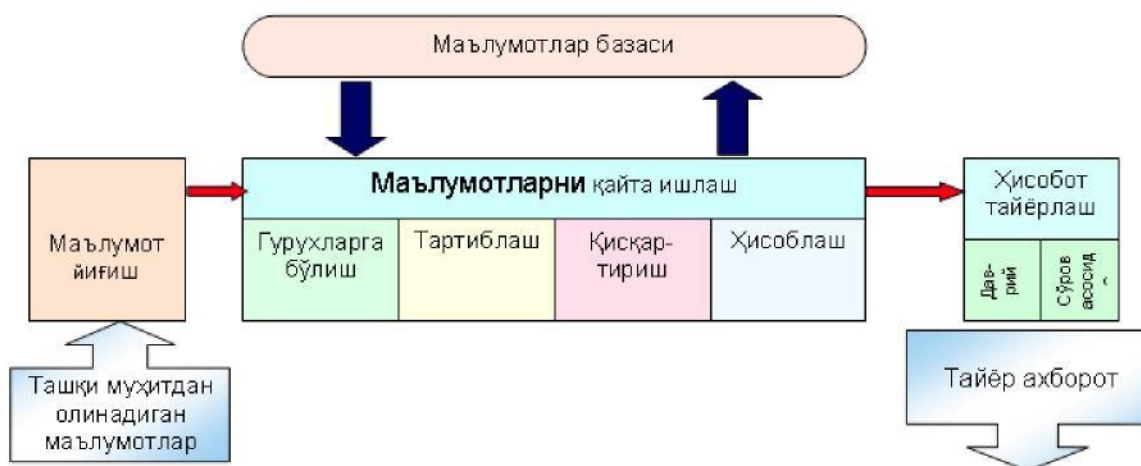 Маълумотлар базаси
Маълумотларни қайта ишлаш
Ҳисобот
тайёрлаш
Маълумот
йиғиш
Гурухларга
бўлиш
Тартиблаш
Қисқар-
тириш
Ҳисоблаш
Дав-
рий
Сўров
асосид
Ташқи муҳитдан
олинадиган
маълумотлар
Тайёр ахборот